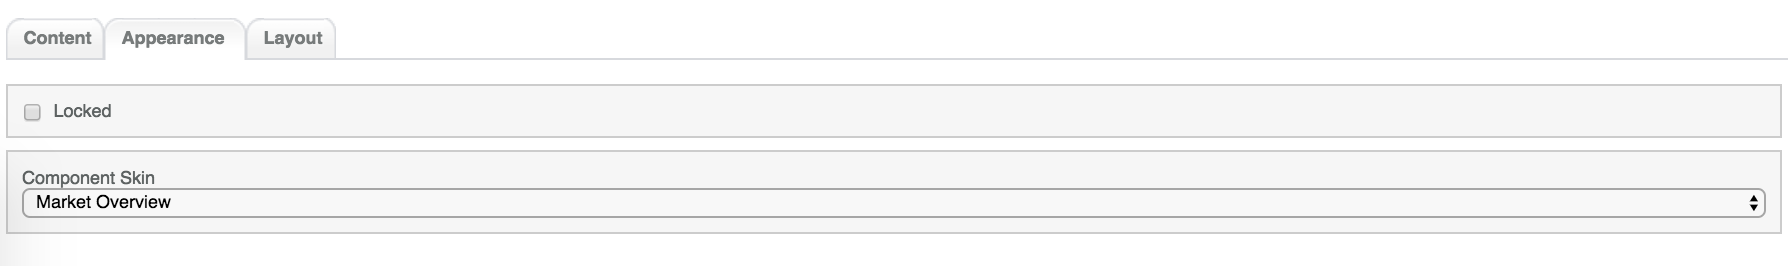 Content Appearance Layout
Locked
Component Skin
Market Overview